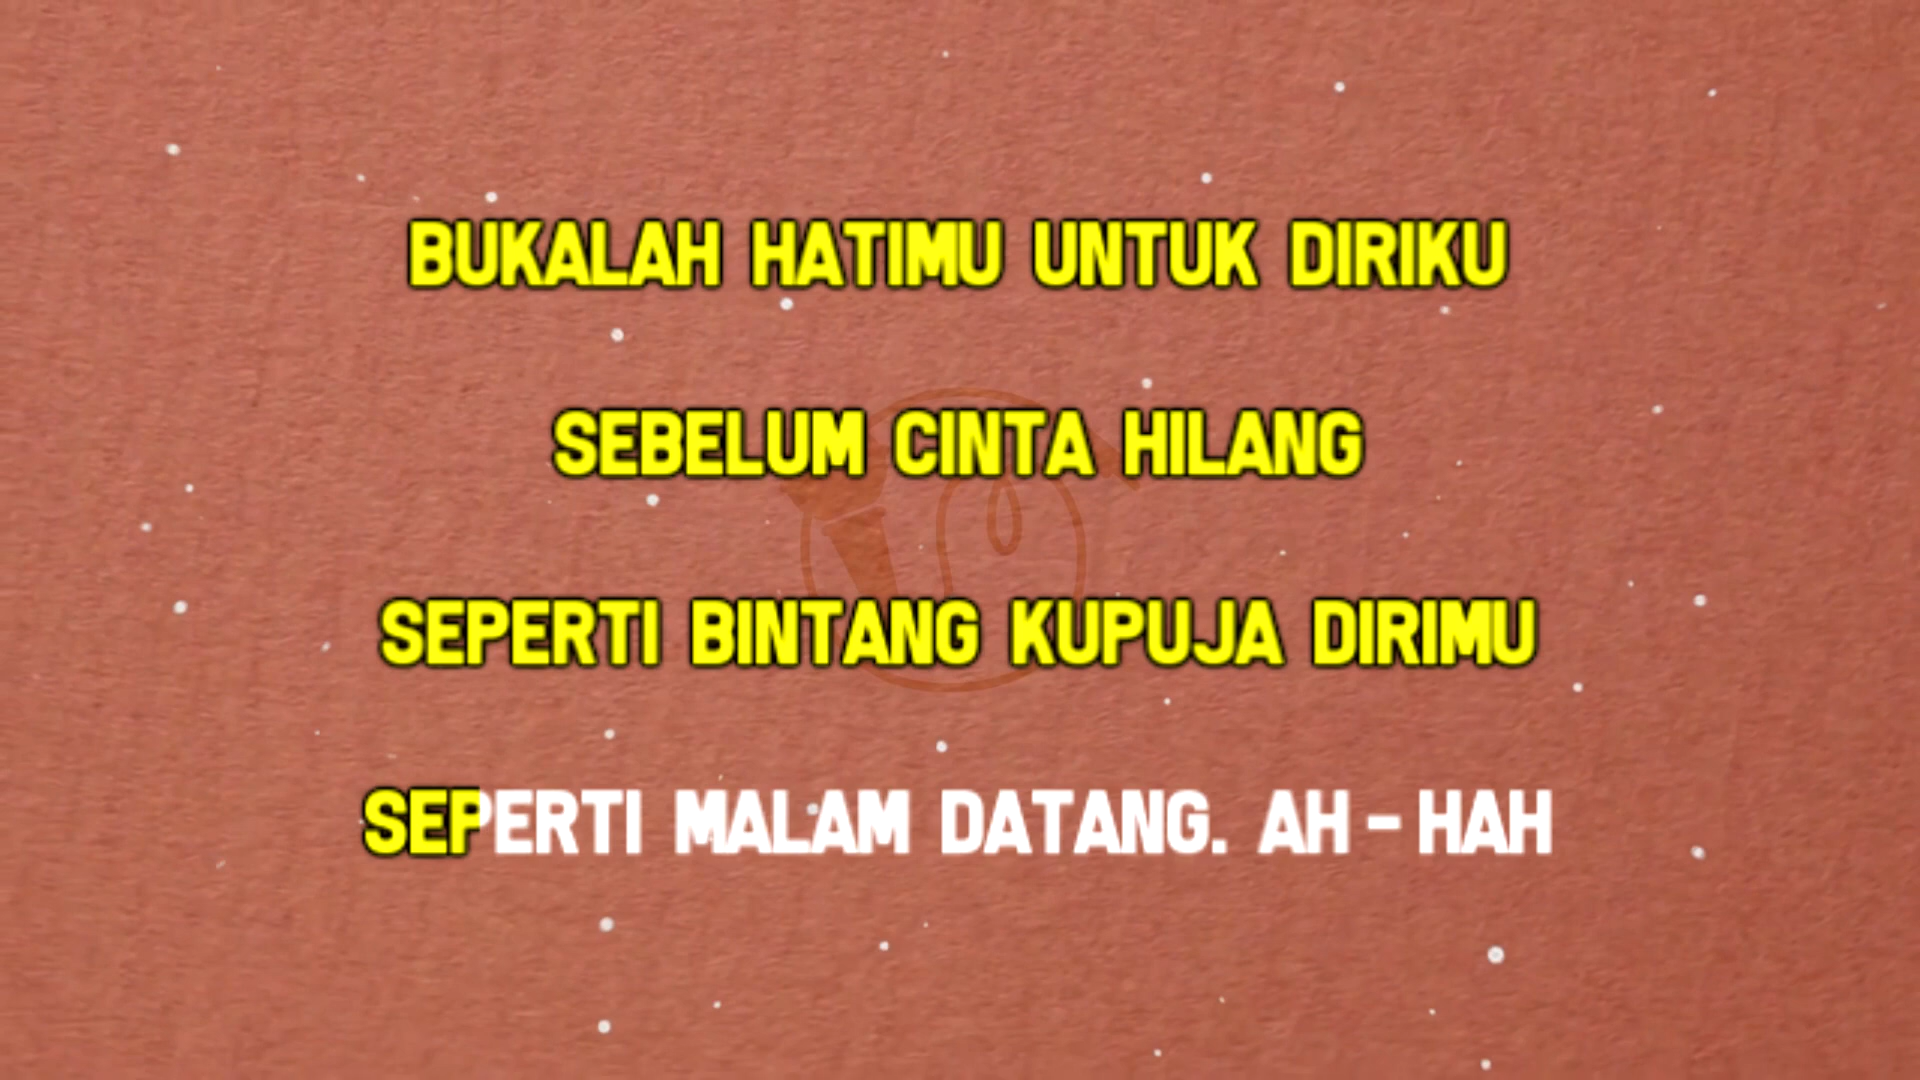 BUKALAH HATIMU UNTUK DIRIKU
SEBELUM CINTA HILANG
SEPERTI BINTANG KUPUJA DIRIMU
SEPERTI MALAM DATANG. AH - HAH